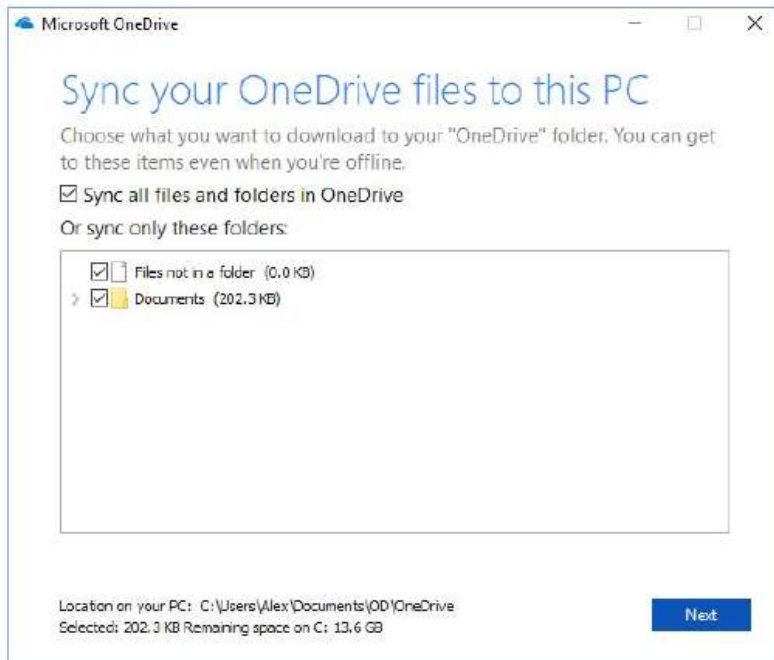 Microsoft OneDrive
Sync your OneDrive files to this PC
Choose what you want to download to your "OneDrive" folder. You can get
to these items even when you're offline.
Sync all files and folders in OneDrive
Or sync only these folders:
Files not in a folder (0.0 KB)
Documents (202.3 KB)
Location on your PC: C:\Users\Alex\Documents\OD\OneDrive
Selected: 202.3 KB Remaining space on C: 13.6 GB
Next